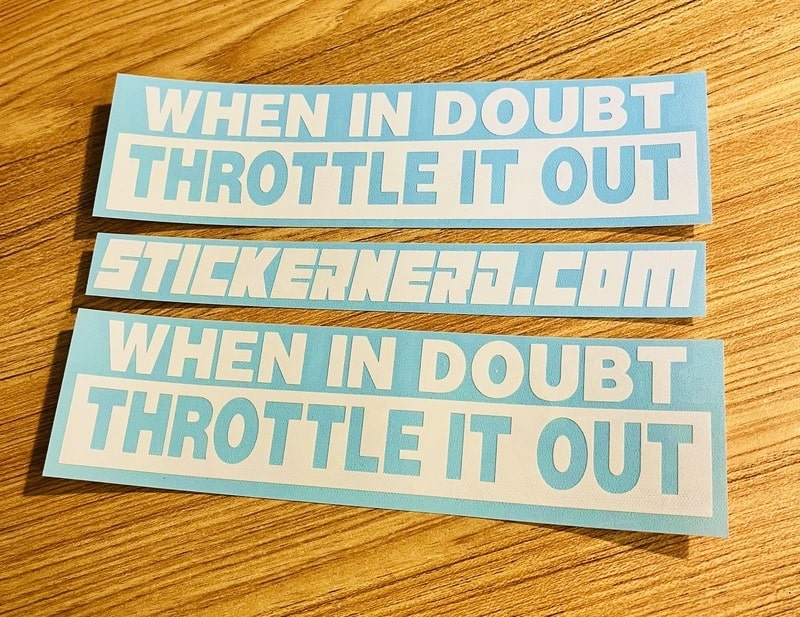 WHEN IN DOUBT
THROTTLE IT OUT
STICKERNERD.COM
WHEN IN DOUBT
THROTTLE IT OUT